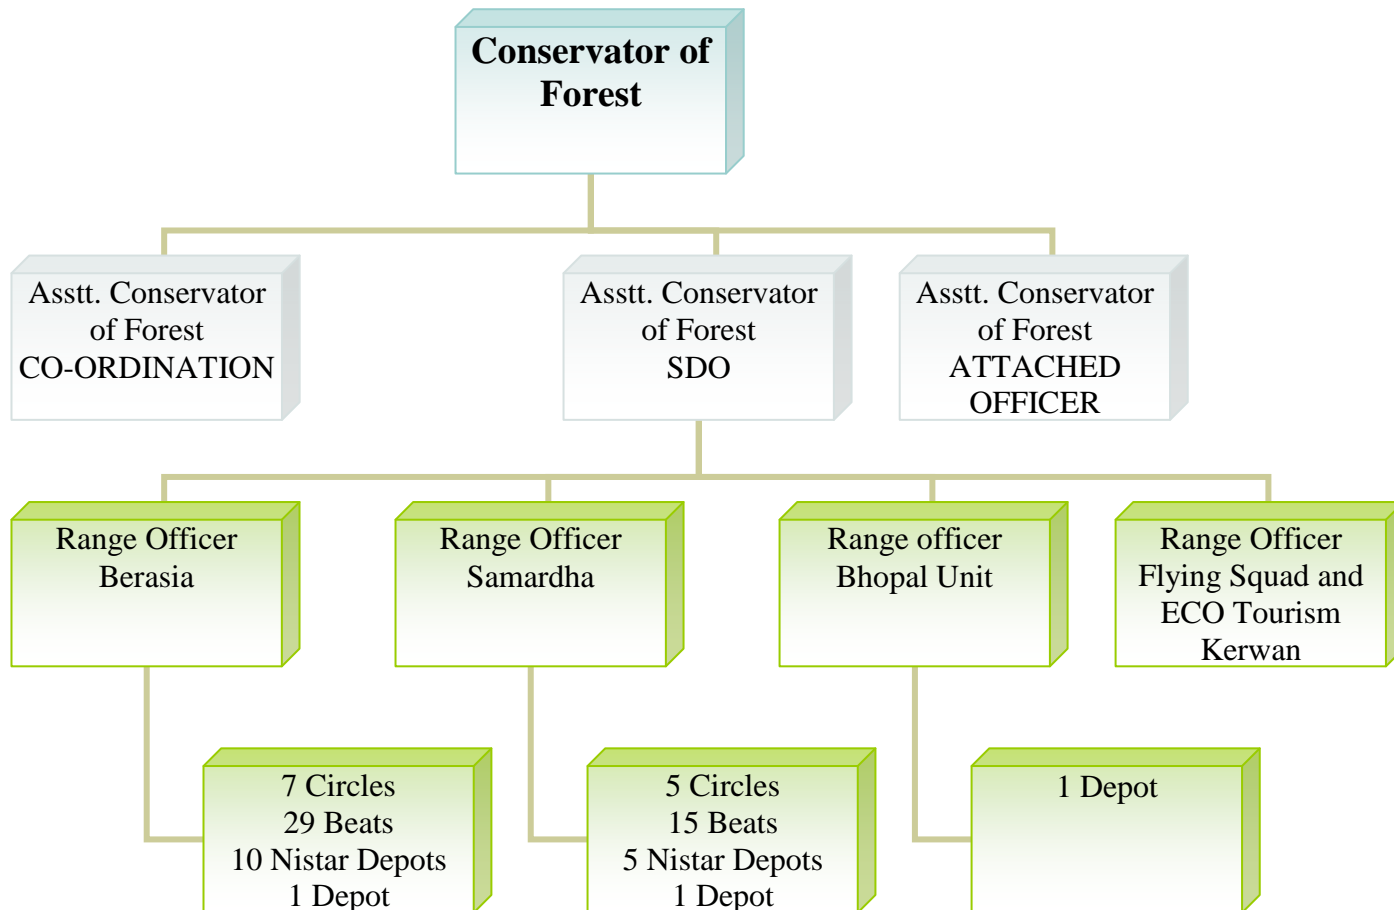 Conservator of
Forest
Asstt. Conservator
of Forest
CO-ORDINATION
Asstt. Conservator
of Forest
SDO
Asstt. Conservator
of Forest
ATTACHED
OFFICER
Range Officer
Berasia
Range Officer
Samardha
Range officer
Bhopal Unit
Range Officer
Flying Squad and
ECO Tourism
Kerwan
7 Circles
29 Beats
10 Nistar Depots
1 Depot
5 Circles
15 Beats
5 Nistar Depots
1 Depot
1 Depot